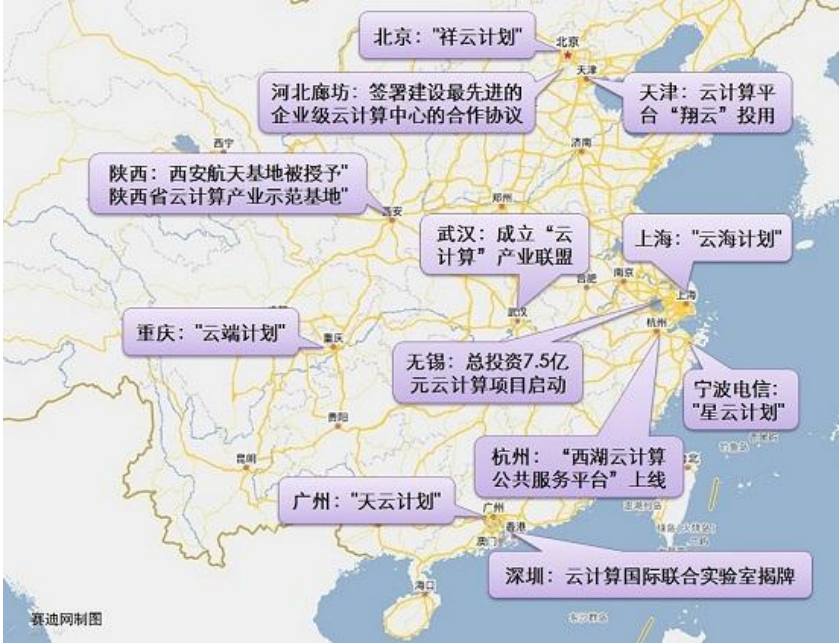 北京："祥云计划"
北京
天津
河北廊坊：签署建设最先进的
企业级云计算中心的合作协议
天津：云计算平
台“翔云”投用
济南
西宁
陕西：西安航天基地被授予"
陕西省云计算产业示范基地"
西安
郑州
武汉：成立“云
计算”产业联盟
上海："云海计划"
合肥
南京
上海
武汉
杭州
重庆："云端计划"
重庆
无锡：总投资7.5亿
元云计算项目启动
宁波电信：
"星云计划"
贵阳
昆明
杭州：“西湖云计算
公共服务平台”上线
钓鱼岛
北
广州："天云计划"
广州
香港
澳门
深圳：云计算国际联合实验室揭牌
海口
东沙群岛
赛迪网制图